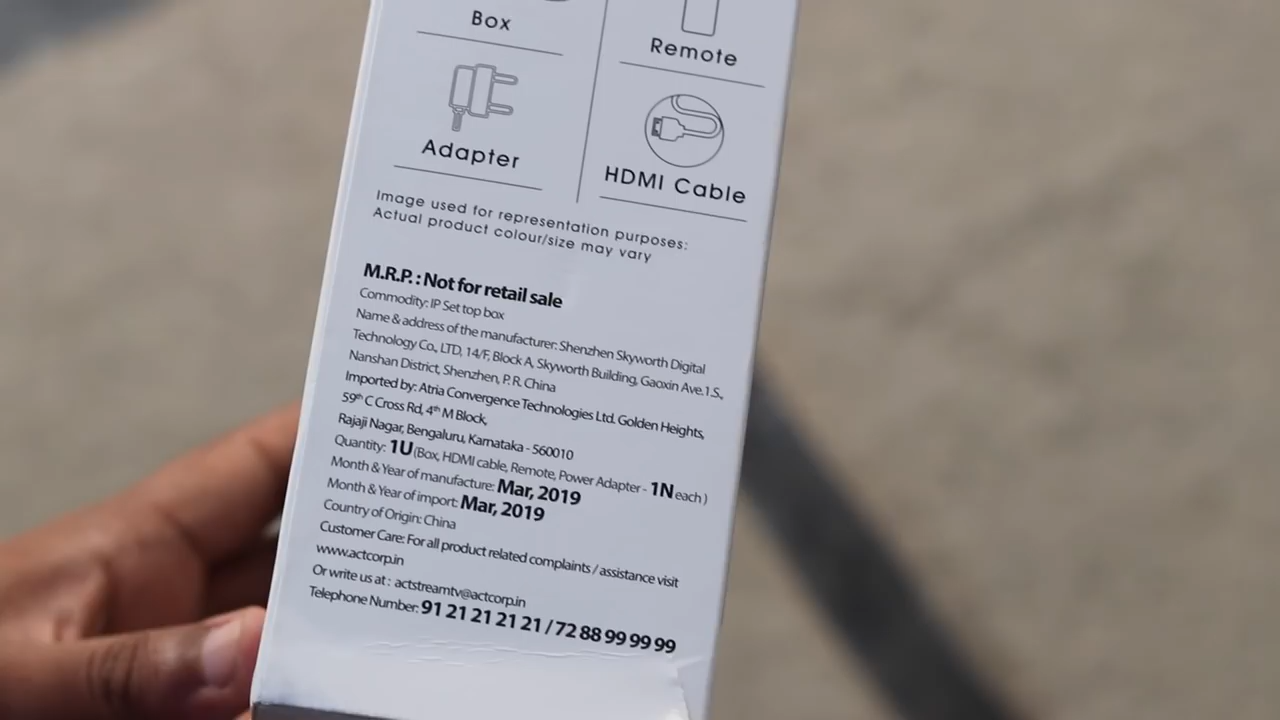 Box
Remote
Adapter
HDMI Cable
Image used for representation purposes:
Actual product colour/size may vary
M.R.P. : Not for retail sale
Commodity: IP Set top box
Name & address of the manufacturer: Shenzhen Skyworth Digital
Technology Co., LTD, 14/F, Block A, Skyworth Building, Gaoxin Ave.1.S.,
Nanshan District, Shenzhen, P. R. China
Imported by: Atria Convergence Technologies Ltd. Golden Heights,
59th C Cross Rd, 4th M Block,
Rajaji Nagar, Bengaluru, Karnataka - 560010
Quantity: 1U (Box, HDMI cable, Remote, Power Adapter - 1N each )
Month & Year of manufacture: Mar, 2019
Month & Year of import: Mar, 2019
Country of Origin: China
Customer Care: For all product related complaints / assistance visit
www.actcorp.in
Or write us at : actstreamtv@actcorp.in
Telephone Number: 91 21 21 21 21 / 72 88 99 99 99